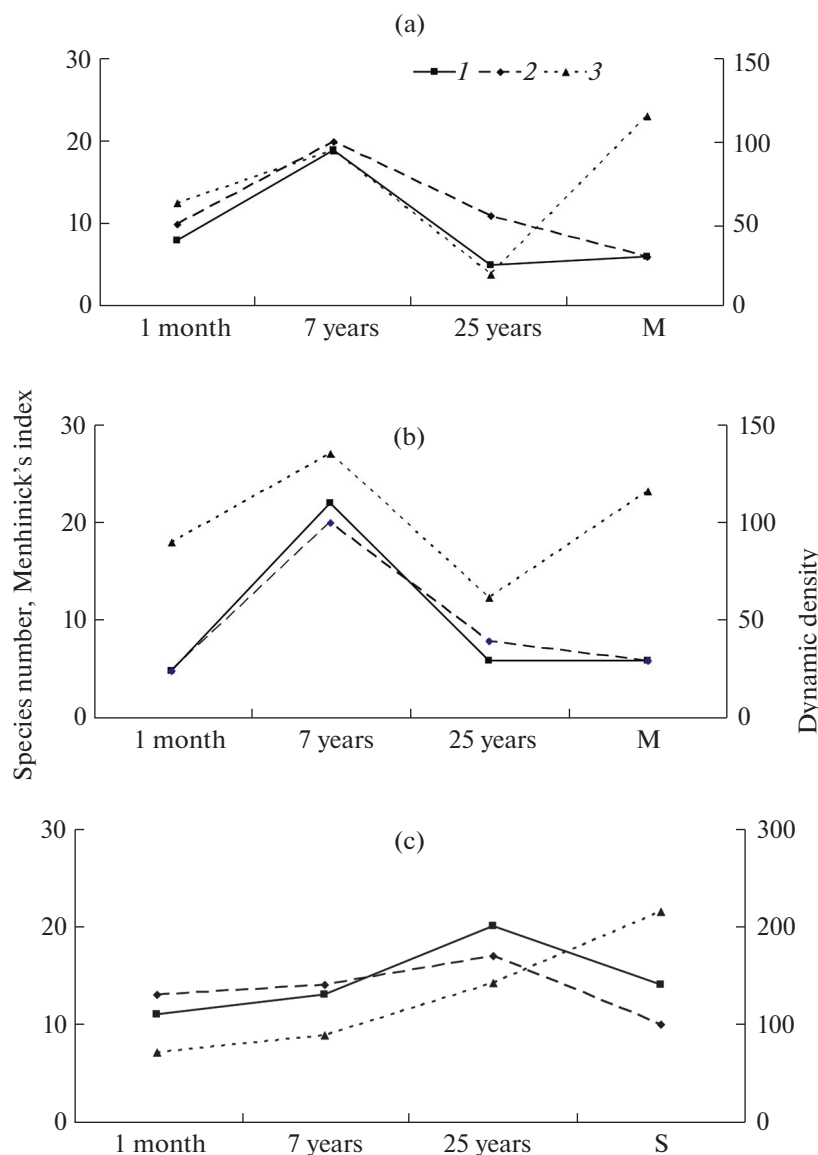 (a)
30
20
10
0
150
100
50
0
1 2 3
1 month 7 years 25 years M
Species number, Menhinick's index
Dynamic density
(b)
30
20
10
0
150
100
50
0
1 month 7 years 25 years M
(c)
30
20
10
0
300
200
100
0
1 month 7 years 25 years S